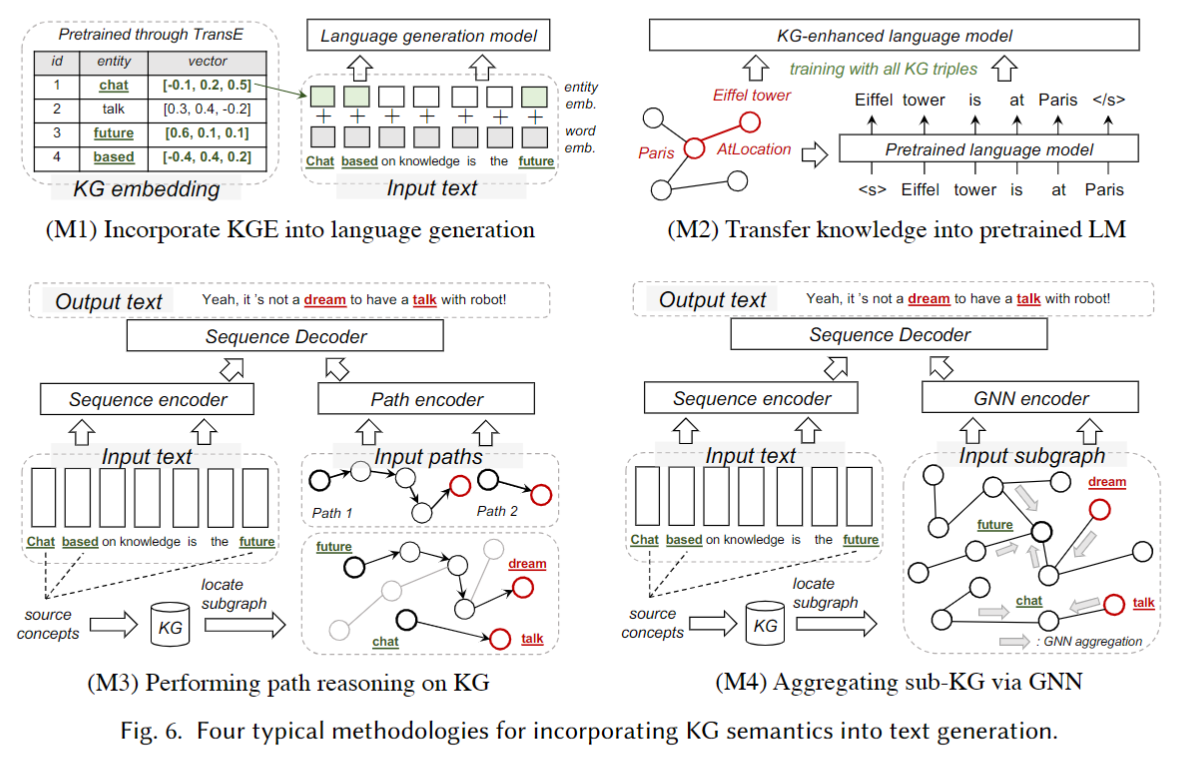 Pretrained through TransE
id entity vector
1 chat [-0.1, 0.2, 0.5]
2 talk [0.3, 0.4, -0.2]
3 future [0.6, 0.1, 0.1]
4 based [-0.4, 0.4, 0.2]
KG embedding
Language generation model
entity emb.
+ + + + + + +
word emb.
Chat based on knowledge is the future
Input text
(M1) Incorporate KGE into language generation
KG-enhanced language model
training with all KG triples
Eiffel tower
Paris
AtLocation
Eiffel tower is at Paris </s>
Pretrained language model
<s> Eiffel tower is at Paris
(M2) Transfer knowledge into pretrained LM
Output text Yeah, it 's not a dream to have a talk with robot!
Sequence Decoder
Sequence encoder
Path encoder
Input text
Chat based on knowledge is the future
Input paths
Path 1
Path 2
future
dream
chat
talk
source concepts
KG
locate subgraph
(M3) Performing path reasoning on KG
Output text Yeah, it 's not a dream to have a talk with robot!
Sequence Decoder
Sequence encoder
GNN encoder
Input text
Chat based on knowledge is the future
Input subgraph
dream
future
chat
talk
: GNN aggregation
source concepts
KG
locate subgraph
(M4) Aggregating sub-KG via GNN
Fig. 6. Four typical methodologies for incorporating KG semantics into text generation.